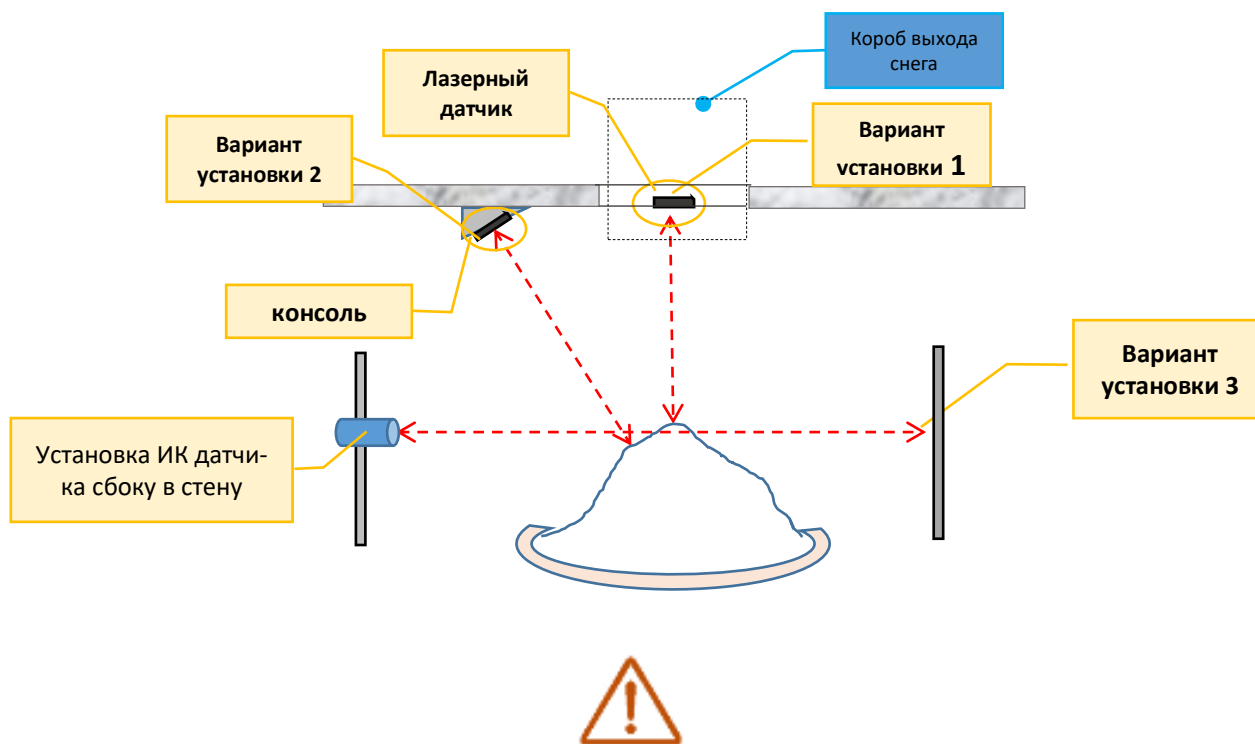 Короб выхода
снега
Лазерный
датчик
Вариант
установки 1
Вариант
установки 2
консоль
Вариант
установки 3
Установка ИК датчи-
ка сбоку в стену